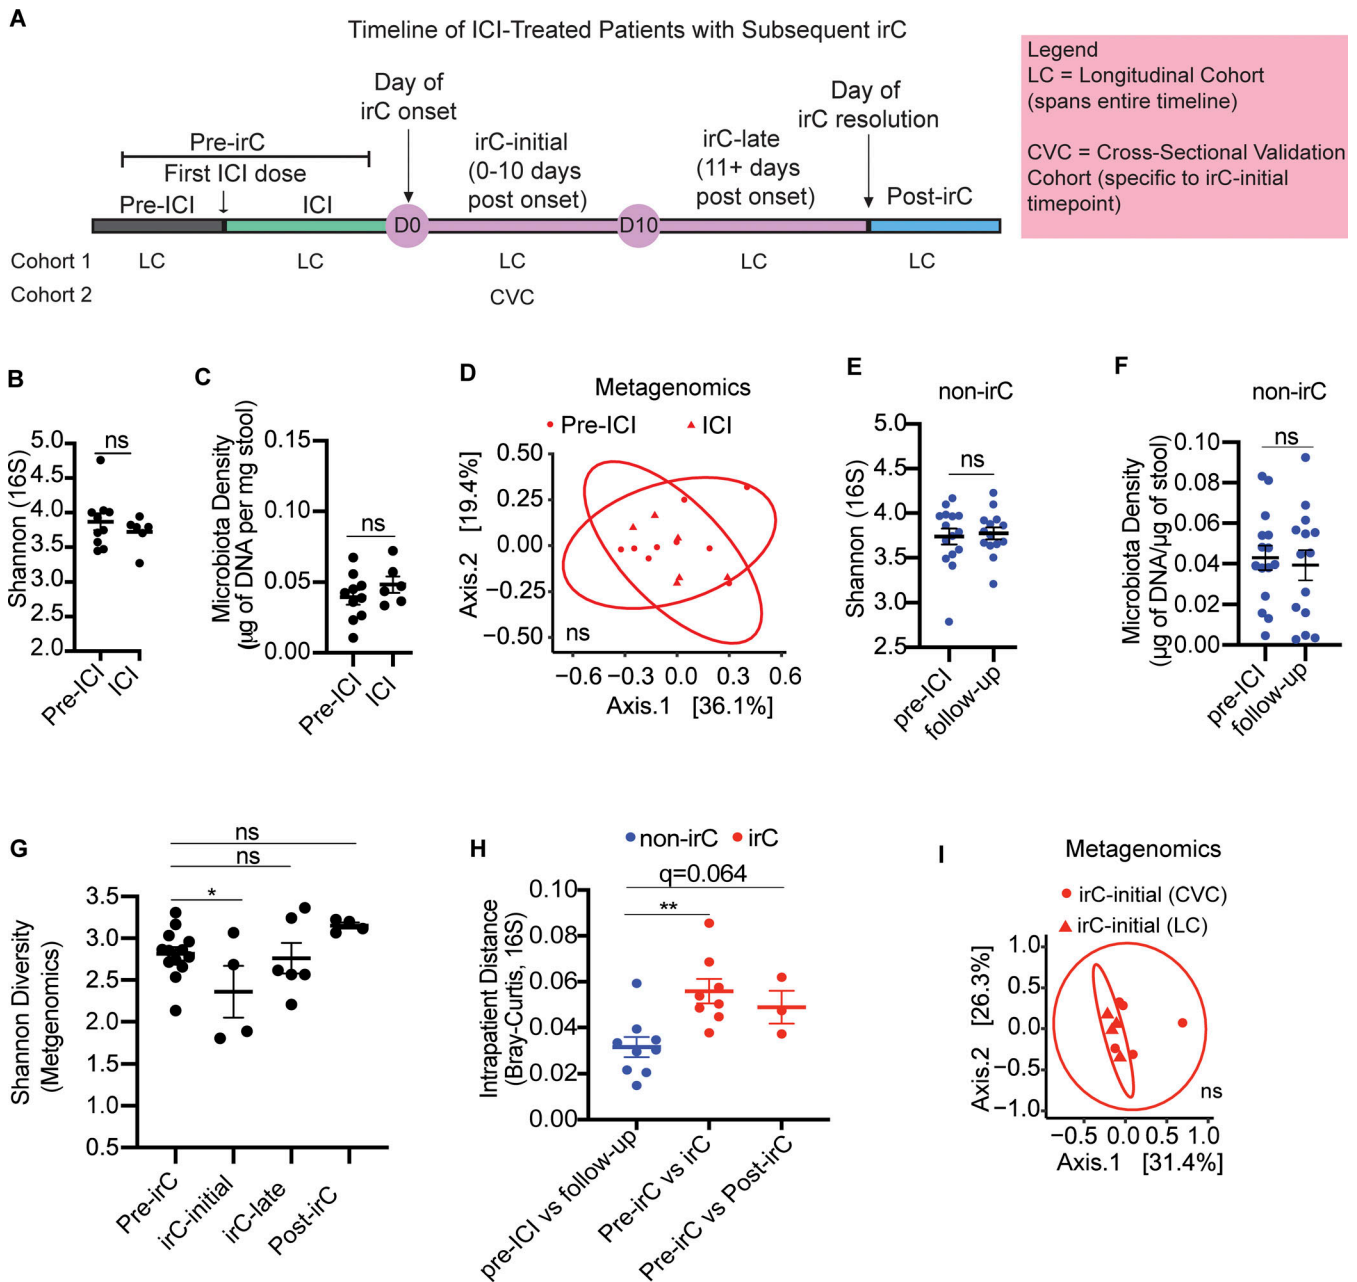 A
Timeline of ICI-Treated Patients with Subsequent irC
Legend
LC = Longitudinal Cohort
(spans entire timeline)
CVC = Cross-Sectional Validation
Cohort (specific to irC-initial
timepoint)
Day of
irC onset
Day of
irC resolution
Pre-irC
First ICI dose
irC-initial
(0-10 days
post onset)
irC-late
(11+ days
post onset)
Pre-ICI
ICI
Post-irC
D0
D10
Cohort 1
LC
LC
LC
LC
LC
Cohort 2
CVC
B
Shannon (16S)
5.0
4.5
4.0
3.5
3.0
2.5
2.0
ns
Pre-ICI
ICI
C
Microbiota Density
(µg of DNA per mg stool)
0.15
0.10
0.05
0.00
ns
Pre-ICI
ICI
D
Metagenomics
Pre-ICI
ICI
Axis.2 [19.4%]
0.50
0.25
0.00
−0.25
−0.50
ns
−0.6
−0.3
0.0
0.3
0.6
Axis.1 [36.1%]
E
non-irC
Shannon (16S)
5.0
4.5
4.0
3.5
3.0
2.5
ns
pre-ICI
follow-up
F
non-irC
Microbiota Density
(µg of DNA/µg of stool)
0.10
0.08
0.06
0.04
0.02
0.00
ns
pre-ICI
follow-up
G
ns
ns
*
Shannon Diversity
(Metgenomics)
3.5
3.0
2.5
2.0
1.5
1.0
0.5
Pre-irC
irC-initial
irC-late
Post-irC
H
non-irC
irC
q=0.064
**
Intrapatient Distance
(Bray-Curtis, 16S)
0.10
0.08
0.06
0.04
0.02
0.00
pre-ICI vs follow-up
Pre-irC vs irC
Pre-irC vs Post-irC
I
Metagenomics
irC-initial (CVC)
irC-initial (LC)
Axis.2 [26.3%]
1.0
0.5
0.0
−0.5
−1.0
ns
−0.5
0.0
0.5
1.0
Axis.1 [31.4%]